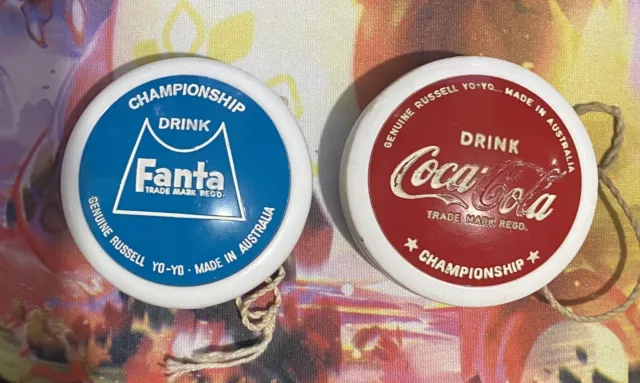 CHAMPIONSHIP
DRINK
Fanta
TRADE MARK REGD.
GENUINE RUSSELL YO-YO · MADE IN AUSTRALIA
GENUINE RUSSELL YO-YO... MADE IN AUSTRALIA
DRINK
Coca-Cola
TRADE MARK REGD.
★ CHAMPIONSHIP ★